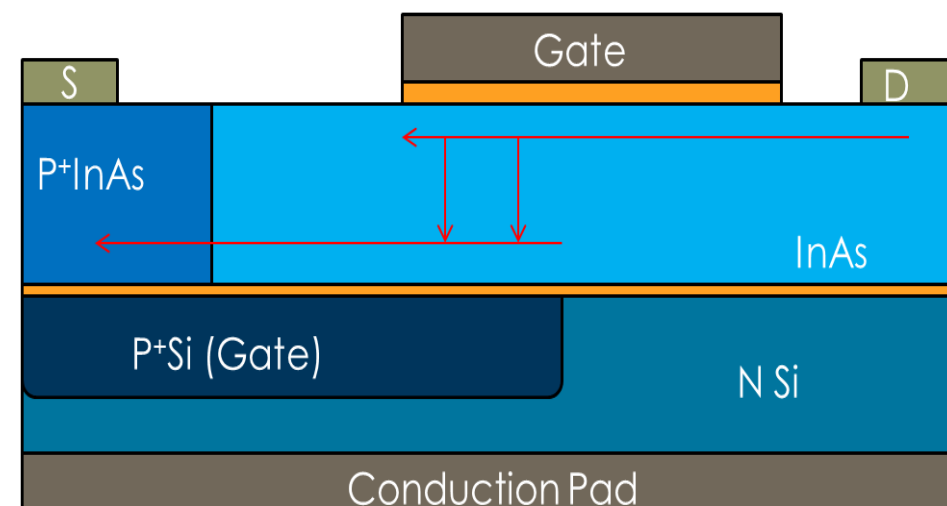 Gate
S
D
P⁺InAs
InAs
P⁺Si (Gate)
N Si
Conduction Pad